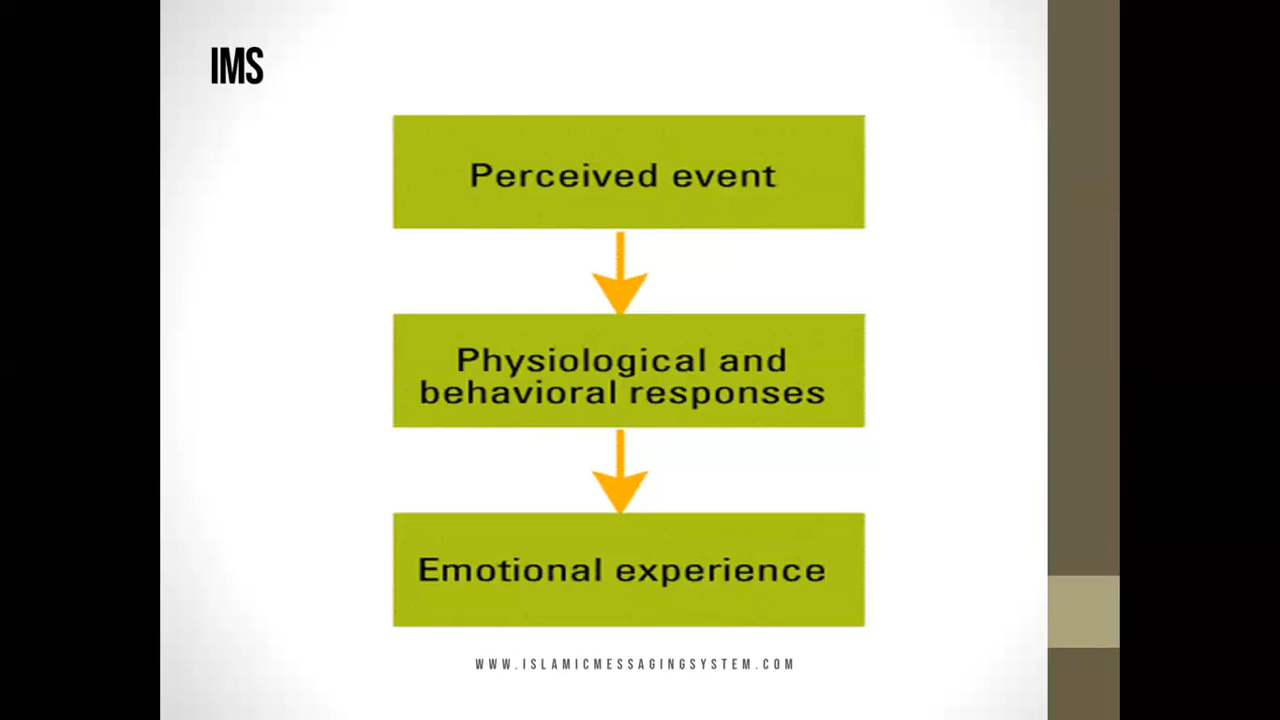 IMS
Perceived event
Physiological and
behavioral responses
Emotional experience
WWW.ISLAMICMESSAGINGSYSTEM.COM